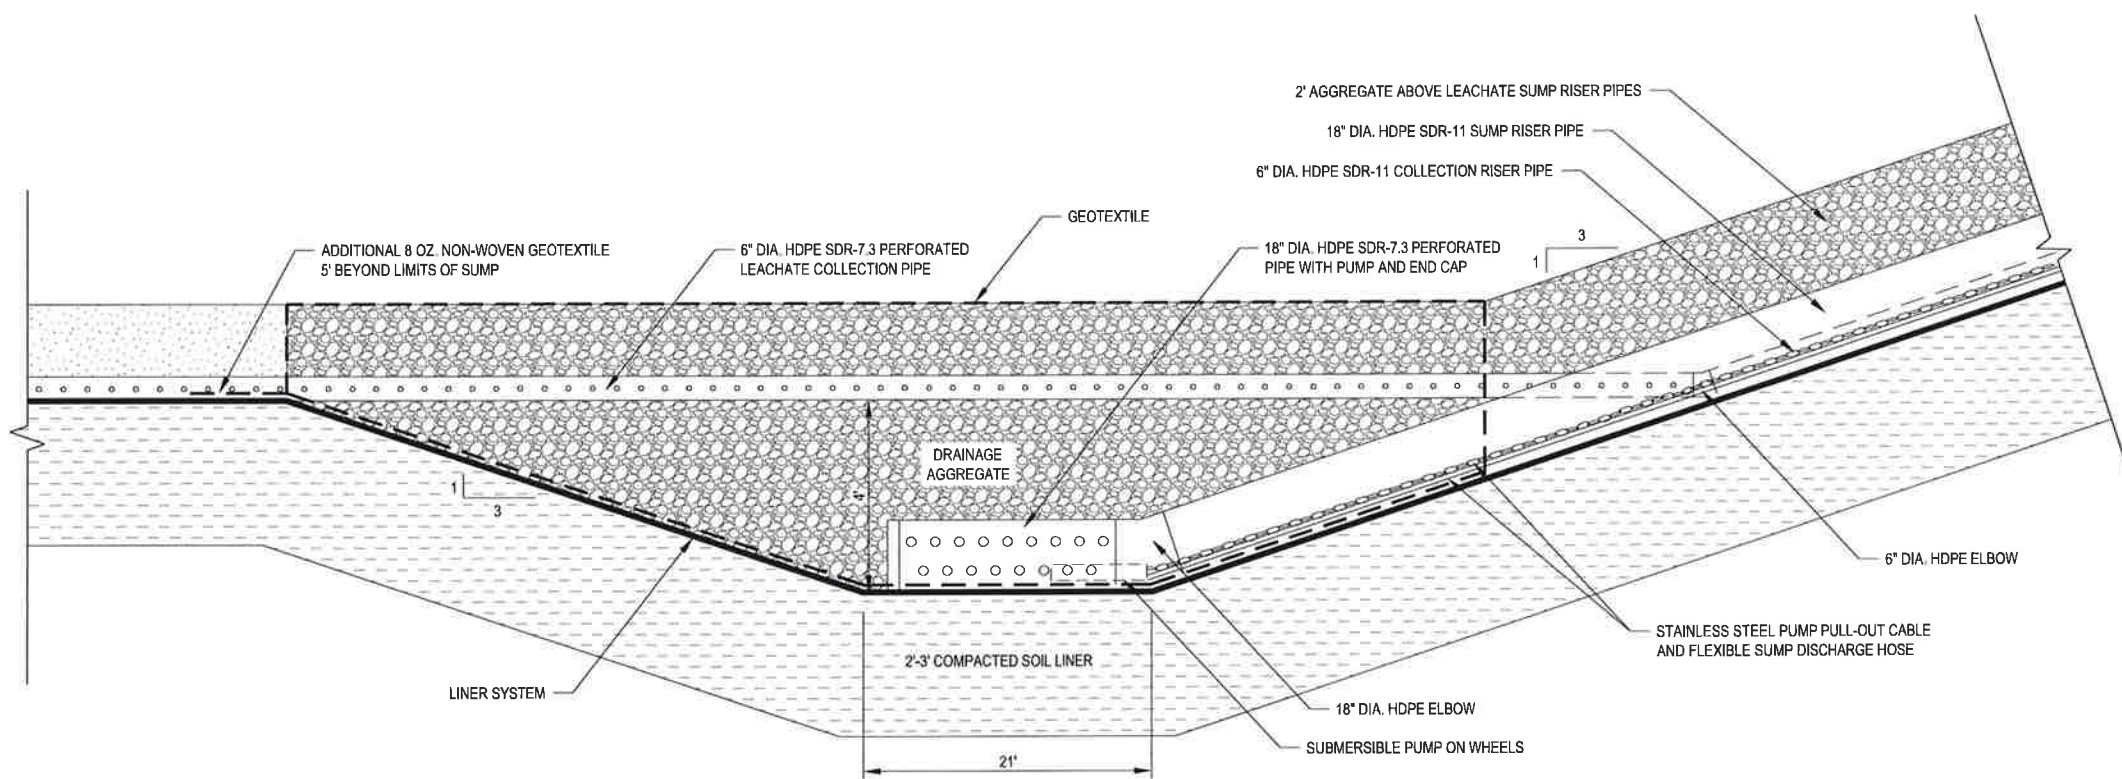 2' AGGREGATE ABOVE LEACHATE SUMP RISER PIPES
18" DIA. HDPE SDR-11 SUMP RISER PIPE
6" DIA. HDPE SDR-11 COLLECTION RISER PIPE
GEOTEXTILE
ADDITIONAL 8 OZ. NON-WOVEN GEOTEXTILE
5' BEYOND LIMITS OF SUMP
6" DIA. HDPE SDR-7.3 PERFORATED
LEACHATE COLLECTION PIPE
18" DIA. HDPE SDR-7.3 PERFORATED
PIPE WITH PUMP AND END CAP
3
1
DRAINAGE
AGGREGATE
4'
1
3
6" DIA. HDPE ELBOW
STAINLESS STEEL PUMP PULL-OUT CABLE
AND FLEXIBLE SUMP DISCHARGE HOSE
2'-3' COMPACTED SOIL LINER
LINER SYSTEM
18" DIA. HDPE ELBOW
SUBMERSIBLE PUMP ON WHEELS
21'